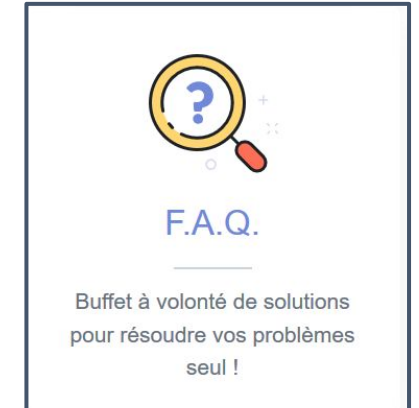 ?
F.A.Q.
Buffet à volonté de solutions
pour résoudre vos problèmes
seul !